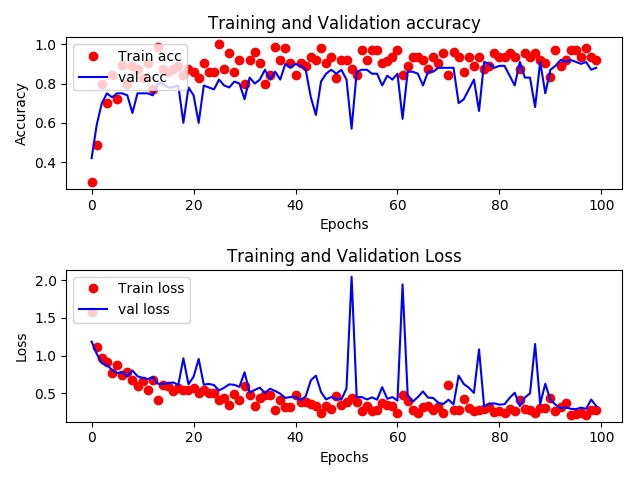 Training and Validation accuracy
1.0
0.8
0.6
0.4
Accuracy
Train acc
val acc
0
20
40
60
80
100
Epochs
Training and Validation Loss
2.0
1.5
1.0
0.5
Loss
Train loss
val loss
0
20
40
60
80
100
Epochs